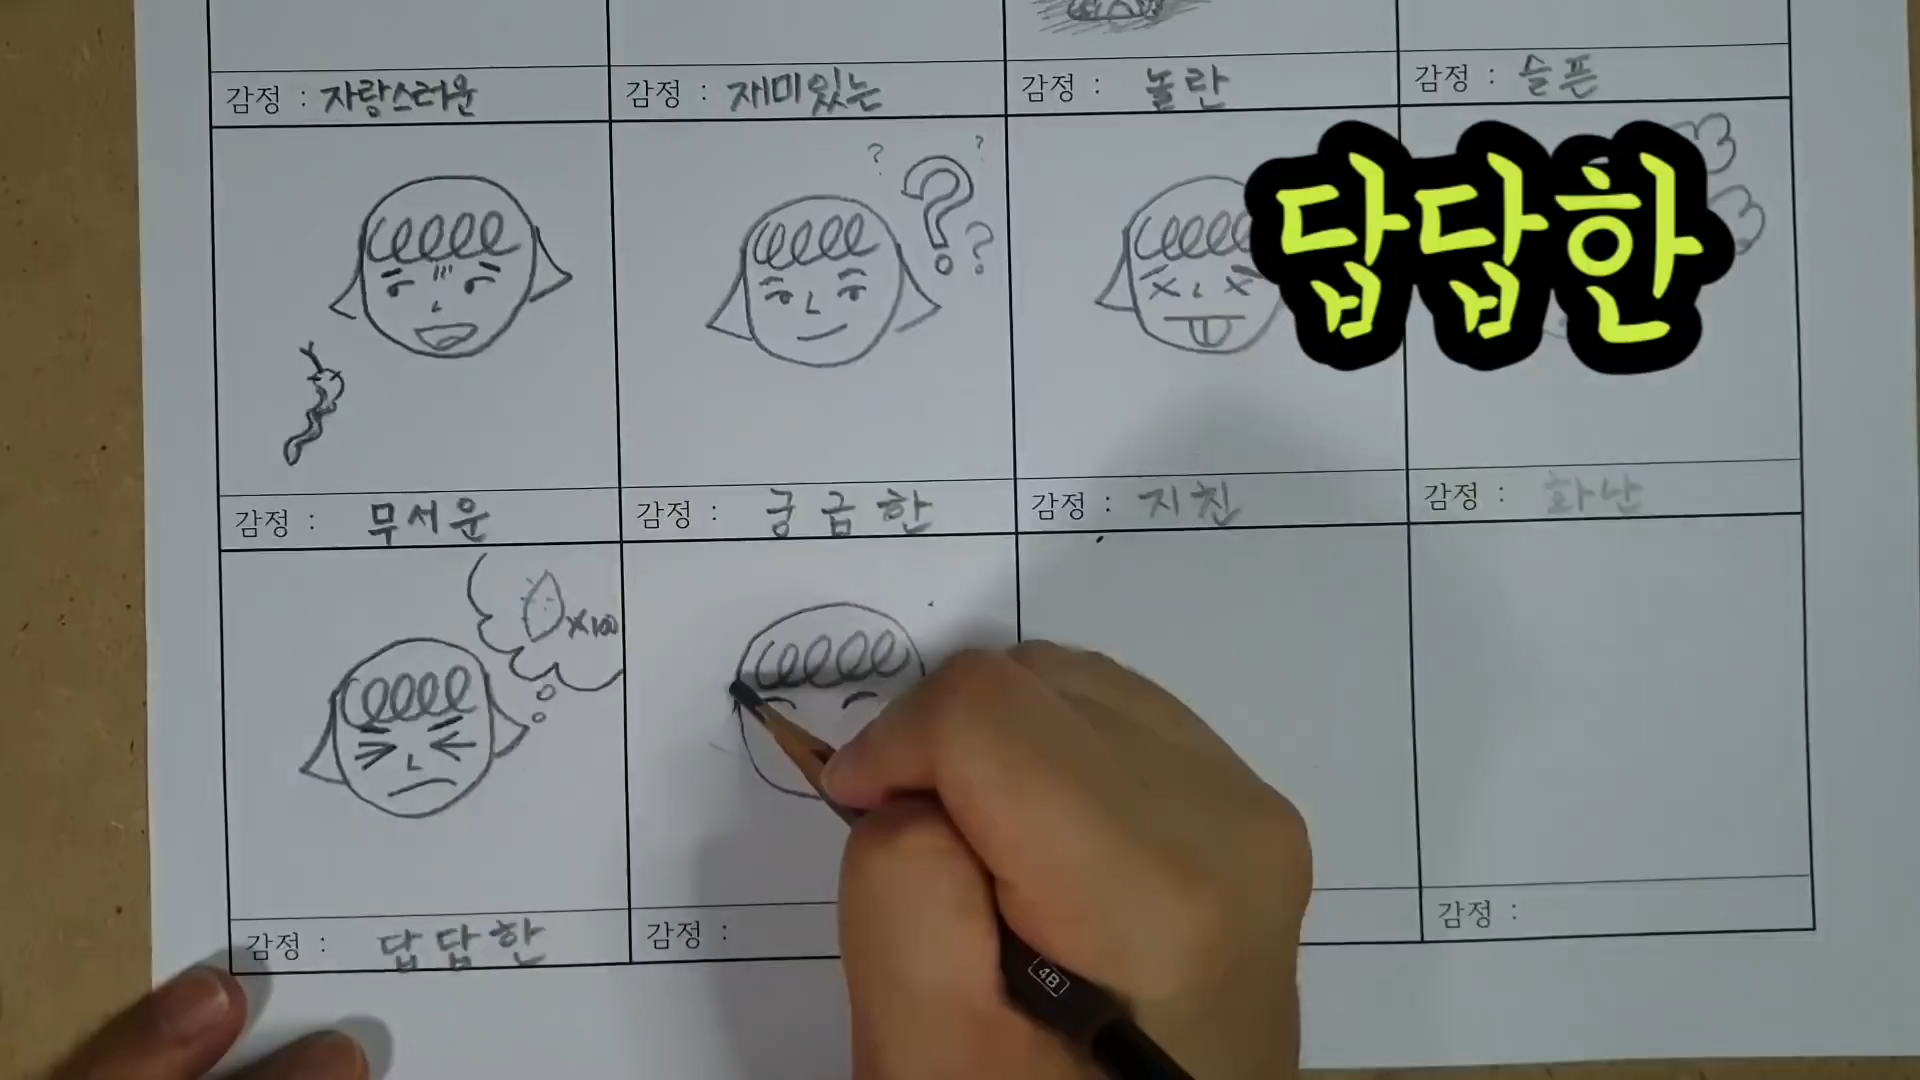 감정 : 자랑스러운
감정 : 재미있는
감정 : 놀란
감정 : 슬픈
답답한
? ? ? ?
감정 : 무서운
감정 : 궁금한
감정 : 지친
감정 : 화난
x100
감정 : 답답한
감정 :
감정 :
4B